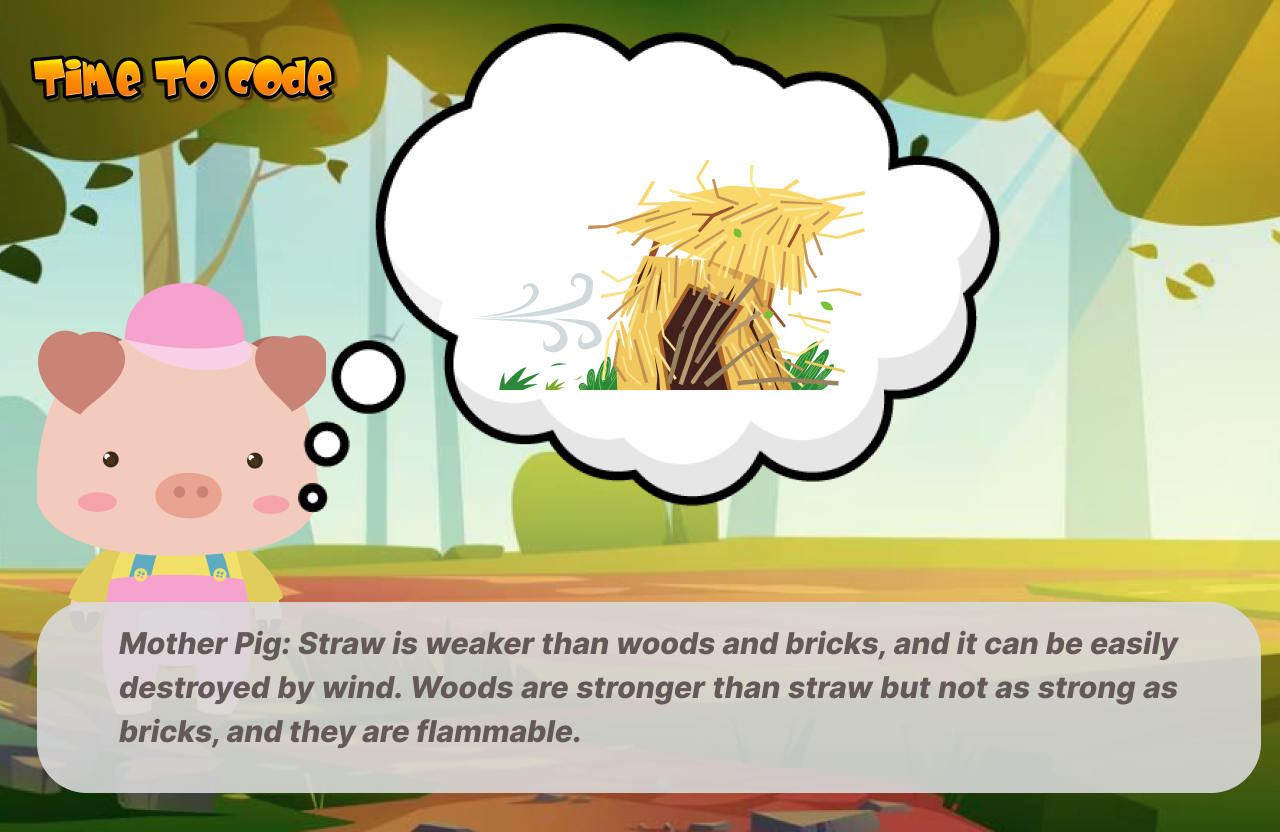 Time To Code
Mother Pig: Straw is weaker than woods and bricks, and it can be easily
destroyed by wind. Woods are stronger than straw but not as strong as
bricks, and they are flammable.